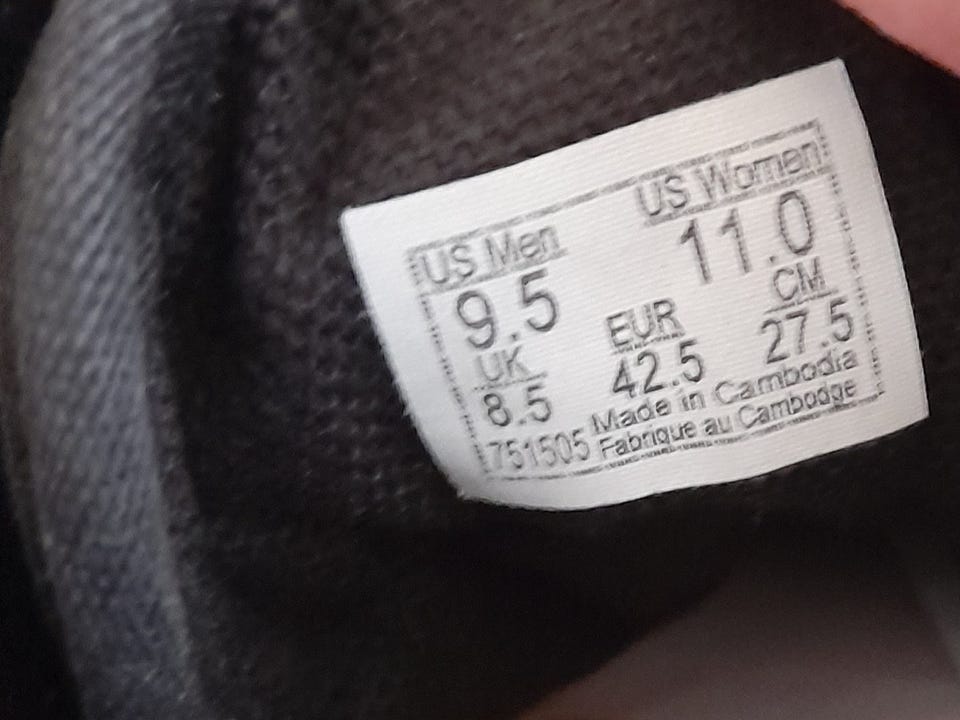 US Men US Women
9.5 11.0
UK EUR CM
8.5 42.5 27.5
Made in Cambodia
751505 Fabrique au Cambodge